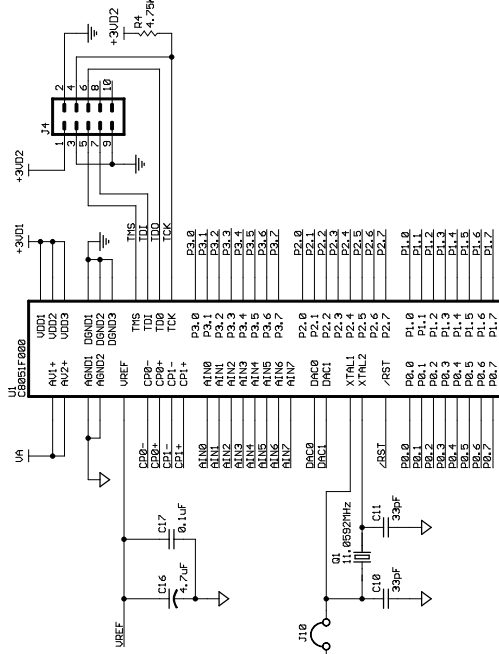 +3VD2
R4
4.75K
2
4
6
8
10
J4
1
3
5
7
9
+3VD2
+3VD1
TMS
TDI
TDO
TCK
P3.0
P3.1
P3.2
P3.3
P3.4
P3.5
P3.6
P3.7
P2.0
P2.1
P2.2
P2.3
P2.4
P2.5
P2.6
P2.7
P1.0
P1.1
P1.2
P1.3
P1.4
P1.5
P1.6
P1.7
U1
C8051F000
VDD1
VDD2
VDD3
DGND1
DGND2
DGND3
TMS
TDI
TDO
TCK
P3.0
P3.1
P3.2
P3.3
P3.4
P3.5
P3.6
P3.7
P2.0
P2.1
P2.2
P2.3
P2.4
P2.5
P2.6
P2.7
P1.0
P1.1
P1.2
P1.3
P1.4
P1.5
P1.6
P1.7
AV1+
AV2+
AGND1
AGND2
VREF
CP0-
CP0+
CP1-
CP1+
AIN0
AIN1
AIN2
AIN3
AIN4
AIN5
AIN6
AIN7
DAC0
DAC1
XTAL1
XTAL2
/RST
P0.0
P0.1
P0.2
P0.3
P0.4
P0.5
P0.6
P0.7
VA
CP0-
CP0+
CP1-
CP1+
AIN0
AIN1
AIN2
AIN3
AIN4
AIN5
AIN6
AIN7
DAC0
DAC1
/RST
P0.0
P0.1
P0.2
P0.3
P0.4
P0.5
P0.6
P0.7
C17
0.1uF
C16
4.7uF
VREF
Q1
11.0592MHz
C11
33pF
C10
33pF
J10